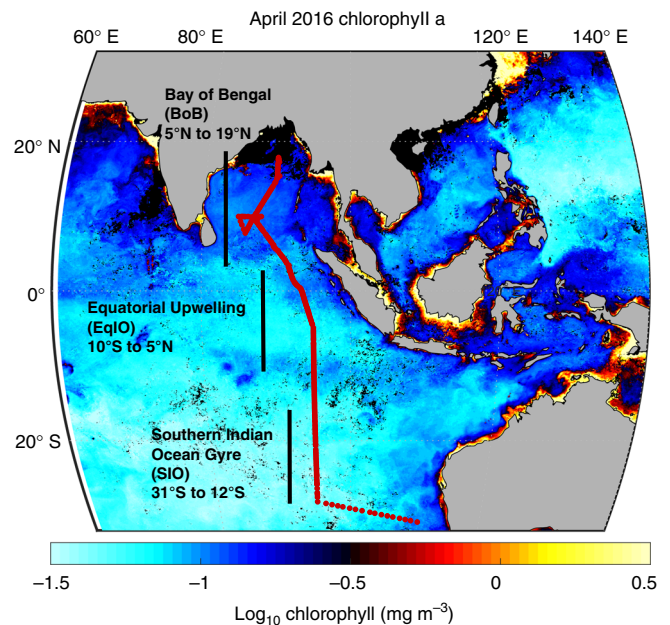 April 2016 chlorophyll a
60° E 80° E 120° E 140° E
Bay of Bengal
(BoB)
5°N to 19°N
20° N
0°
Equatorial Upwelling
(EqIO)
10°S to 5°N
20° S
Southern Indian
Ocean Gyre
(SIO)
31°S to 12°S
−1.5 −1 −0.5 0 0.5
Log₁₀ chlorophyll (mg m⁻³)